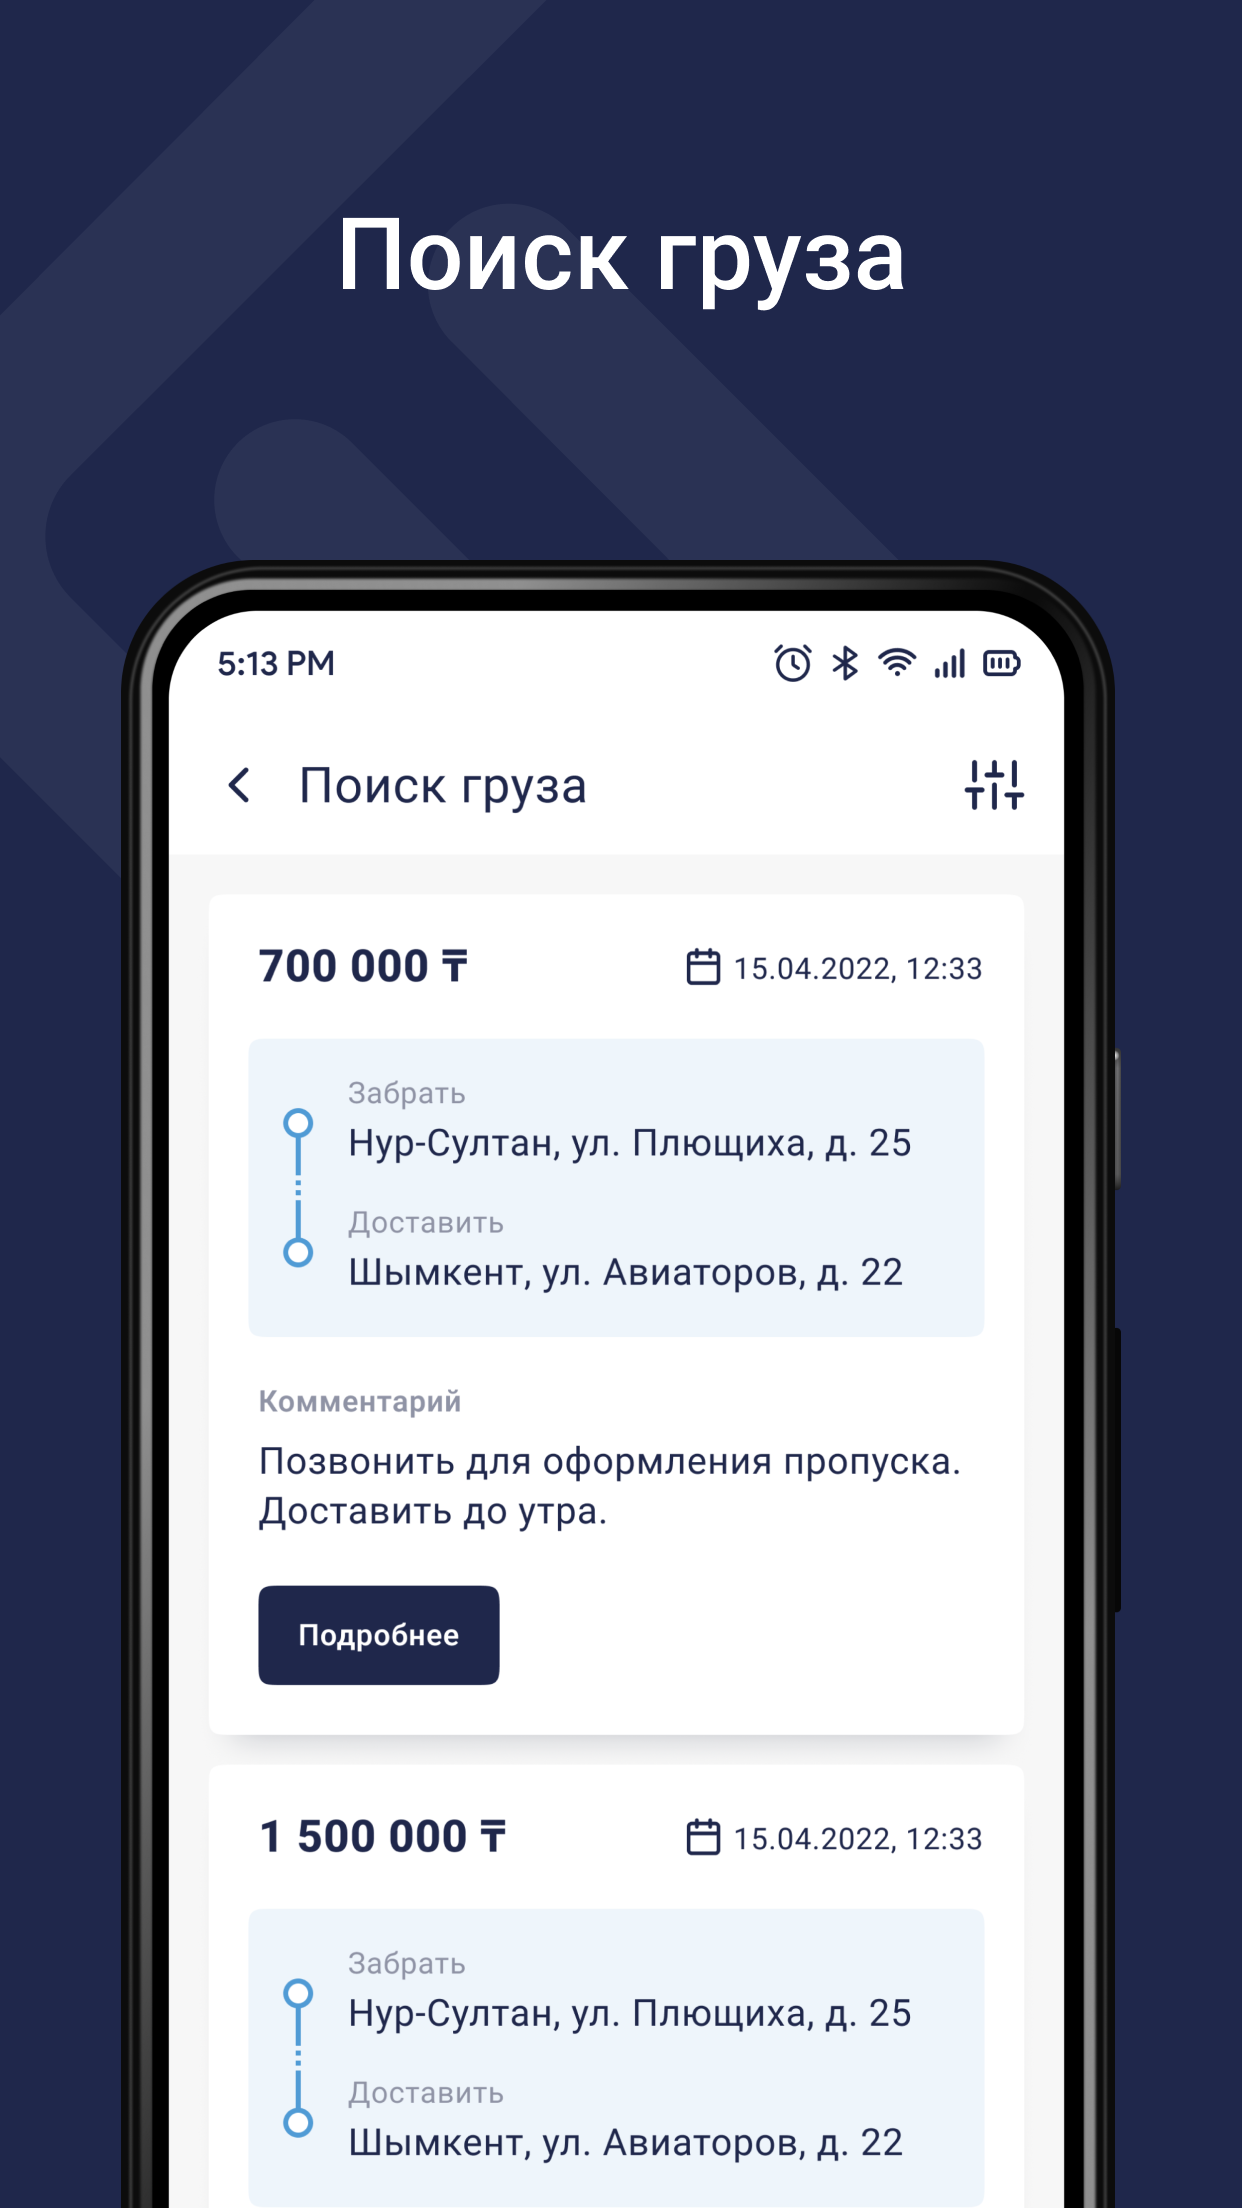 Поиск груза
5:13 PM
Поиск груза
700 000 ₸
15.04.2022, 12:33
Забрать
Нур-Султан, ул. Плющиха, д. 25
Доставить
Шымкент, ул. Авиаторов, д. 22
Комментарий
Позвонить для оформления пропуска.
Доставить до утра.
Подробнее
1 500 000 ₸
15.04.2022, 12:33
Забрать
Нур-Султан, ул. Плющиха, д. 25
Доставить
Шымкент, ул. Авиаторов, д. 22